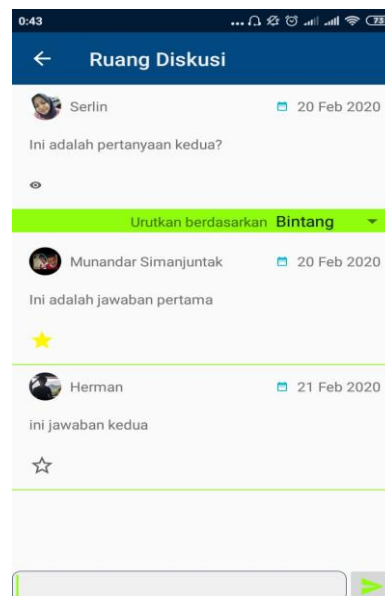 0:43 ... 73
Ruang Diskusi
Serlin 20 Feb 2020
Ini adalah pertanyaan kedua?
Urutkan berdasarkan Bintang
Munandar Simanjuntak 20 Feb 2020
Ini adalah jawaban pertama
Herman 21 Feb 2020
ini jawaban kedua